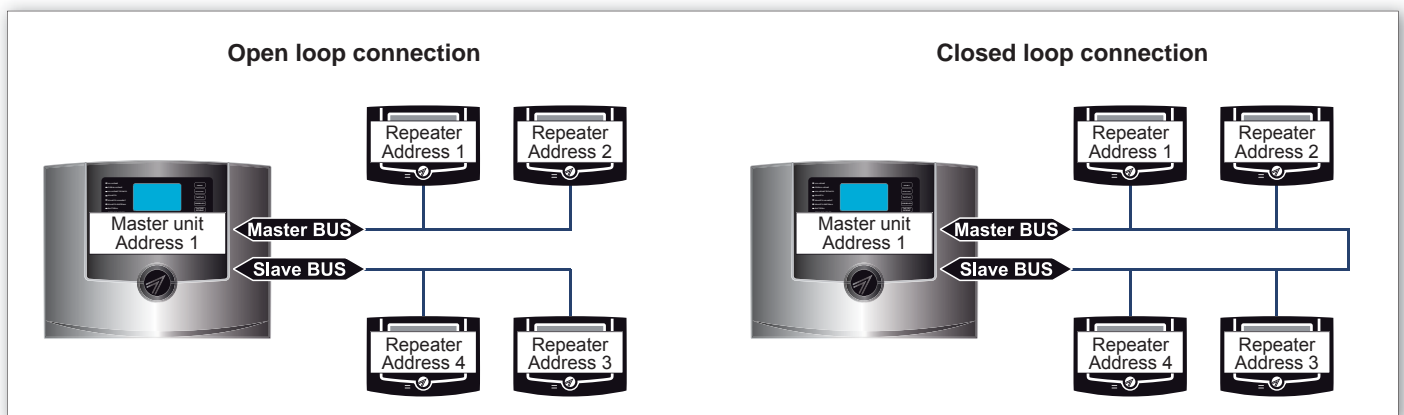 Open loop connection
Repeater
Address 1
Repeater
Address 2
Master unit
Address 1
Master BUS
Slave BUS
Repeater
Address 4
Repeater
Address 3
Closed loop connection
Repeater
Address 1
Repeater
Address 2
Master unit
Address 1
Master BUS
Slave BUS
Repeater
Address 4
Repeater
Address 3